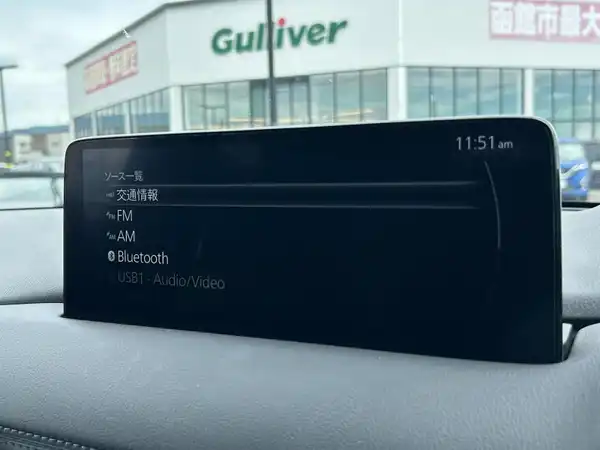 Gulliver
函館市最大
11:51 am
ソース一覧
交通情報
FM
AM
Bluetooth
USB1 - Audio/Video